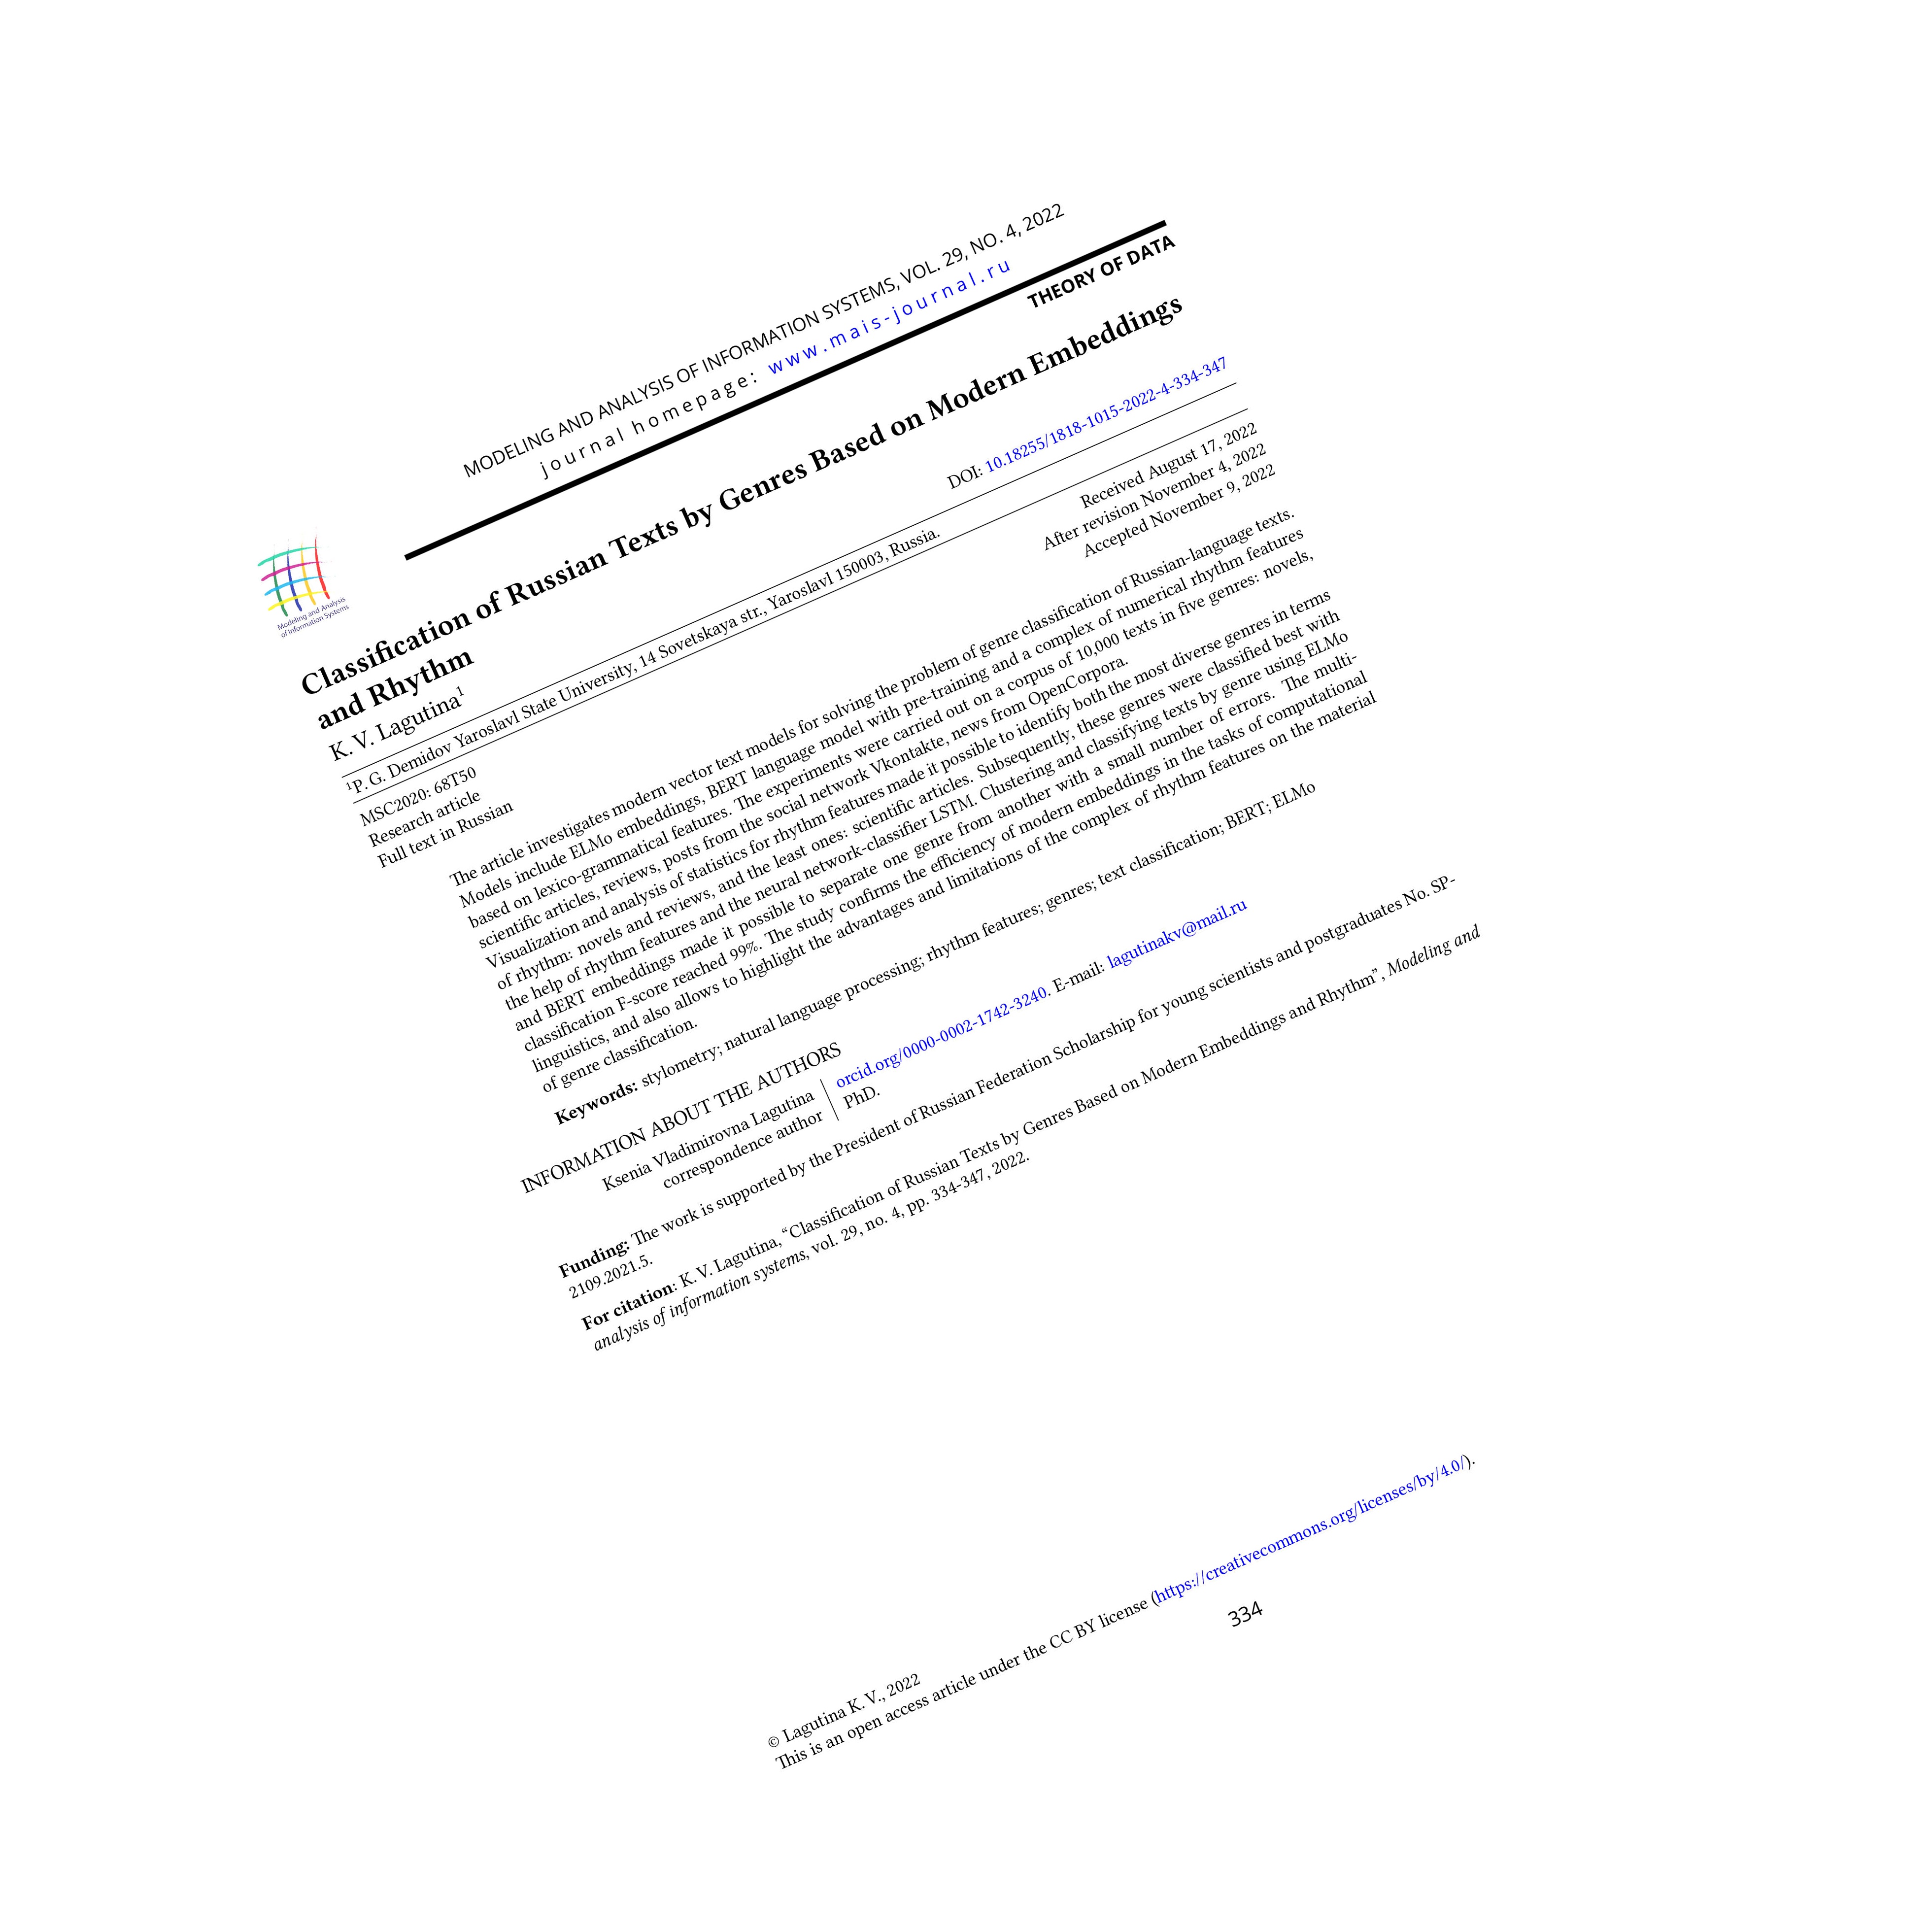 MODELING AND ANALYSIS OF INFORMATION SYSTEMS, VOL. 29, NO. 4, 2022
journal homepage: www.mais-journal.ru
Modeling and Analysis
of Information Systems
THEORY OF DATA
Classification of Russian Texts by Genres Based on Modern Embeddings
and Rhythm
K. V. Lagutina¹
DOI: 10.18255/1818-1015-2022-4-334-347
¹P. G. Demidov Yaroslavl State University, 14 Sovetskaya str., Yaroslavl 150003, Russia.
MSC2020: 68T50
Research article
Full text in Russian
Received August 17, 2022
After revision November 4, 2022
Accepted November 9, 2022
The article investigates modern vector text models for solving the problem of genre classification of Russian-language texts.
Models include ELMo embeddings, BERT language model with pre-training and a complex of numerical rhythm features
based on lexico-grammatical features. The experiments were carried out on a corpus of 10,000 texts in five genres: novels,
scientific articles, reviews, posts from the social network Vkontakte, news from OpenCorpora.
Visualization and analysis of statistics for rhythm features made it possible to identify both the most diverse genres in terms
of rhythm: novels and reviews, and the least ones: scientific articles. Subsequently, these genres were classified best with
the help of rhythm features and the neural network-classifier LSTM. Clustering and classifying texts by genre using ELMo
and BERT embeddings made it possible to separate one genre from another with a small number of errors. The multi-
classification F-score reached 99%. The study confirms the efficiency of modern embeddings in the tasks of computational
linguistics, and also allows to highlight the advantages and limitations of the complex of rhythm features on the material
of genre classification.
Keywords: stylometry; natural language processing; rhythm features; genres; text classification; BERT; ELMo
INFORMATION ABOUT THE AUTHORS
Ksenia Vladimirovna Lagutina
correspondence author
orcid.org/0000-0002-1742-3240. E-mail: lagutinakv@mail.ru
PhD.
Funding: The work is supported by the President of Russian Federation Scholarship for young scientists and postgraduates No. SP-
2109.2021.5.
For citation: K. V. Lagutina, “Classification of Russian Texts by Genres Based on Modern Embeddings and Rhythm”, Modeling and
analysis of information systems, vol. 29, no. 4, pp. 334-347, 2022.
© Lagutina K. V., 2022
This is an open access article under the CC BY license (https://creativecommons.org/licenses/by/4.0/).
334